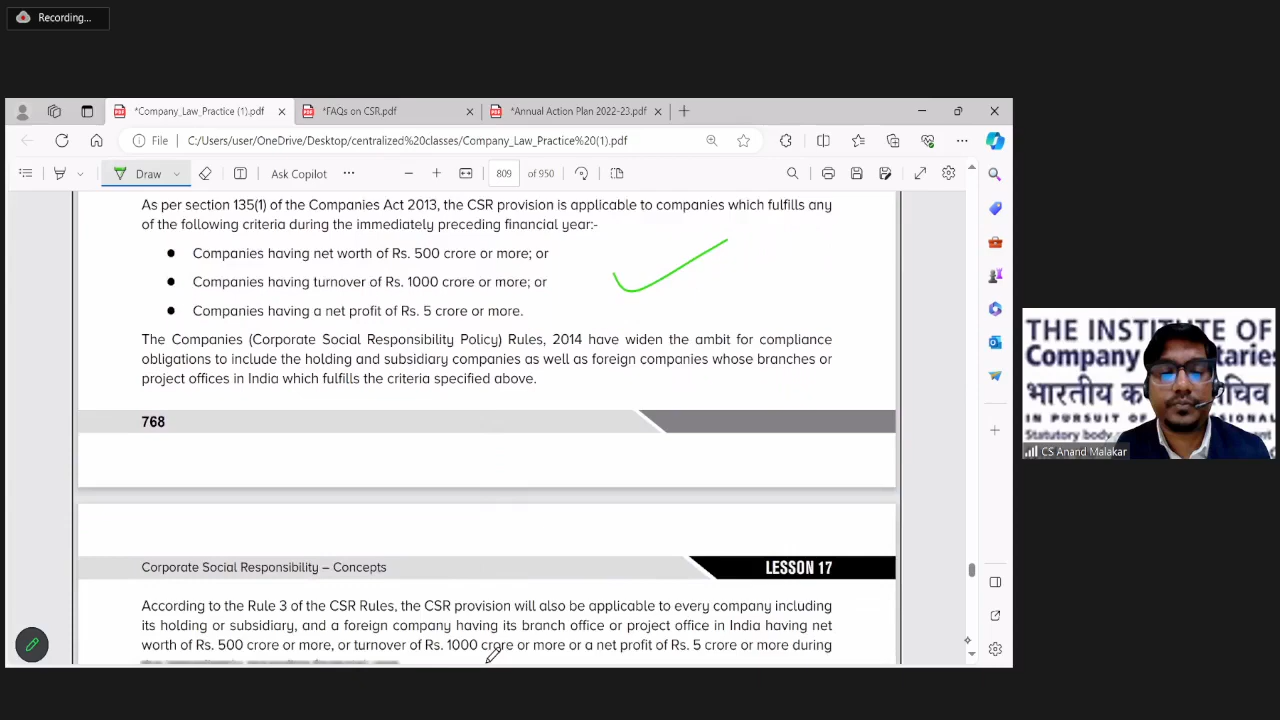 Recording...
*Company_Law_Practice (1).pdf
*FAQs on CSR.pdf
*Annual Action Plan 2022-23.pdf
File
C:/Users/user/OneDrive/Desktop/centralized%20classes/Company_Law_Practice%20(1).pdf
Draw
Ask Copilot
809 of 950
As per section 135(1) of the Companies Act 2013, the CSR provision is applicable to companies which fulfills any
of the following criteria during the immediately preceding financial year:-
● Companies having net worth of Rs. 500 crore or more; or
● Companies having turnover of Rs. 1000 crore or more; or
● Companies having a net profit of Rs. 5 crore or more.
The Companies (Corporate Social Responsibility Policy) Rules, 2014 have widen the ambit for compliance
obligations to include the holding and subsidiary companies as well as foreign companies whose branches or
project offices in India which fulfills the criteria specified above.
768
Corporate Social Responsibility – Concepts
LESSON 17
According to the Rule 3 of the CSR Rules, the CSR provision will also be applicable to every company including
its holding or subsidiary, and a foreign company having its branch office or project office in India having net
worth of Rs. 500 crore or more, or turnover of Rs. 1000 crore or more or a net profit of Rs. 5 crore or more during
THE INSTITUTE OF
Company
भारतीय
IN PURSUIT OF
Statutory body
CS Anand Malakar